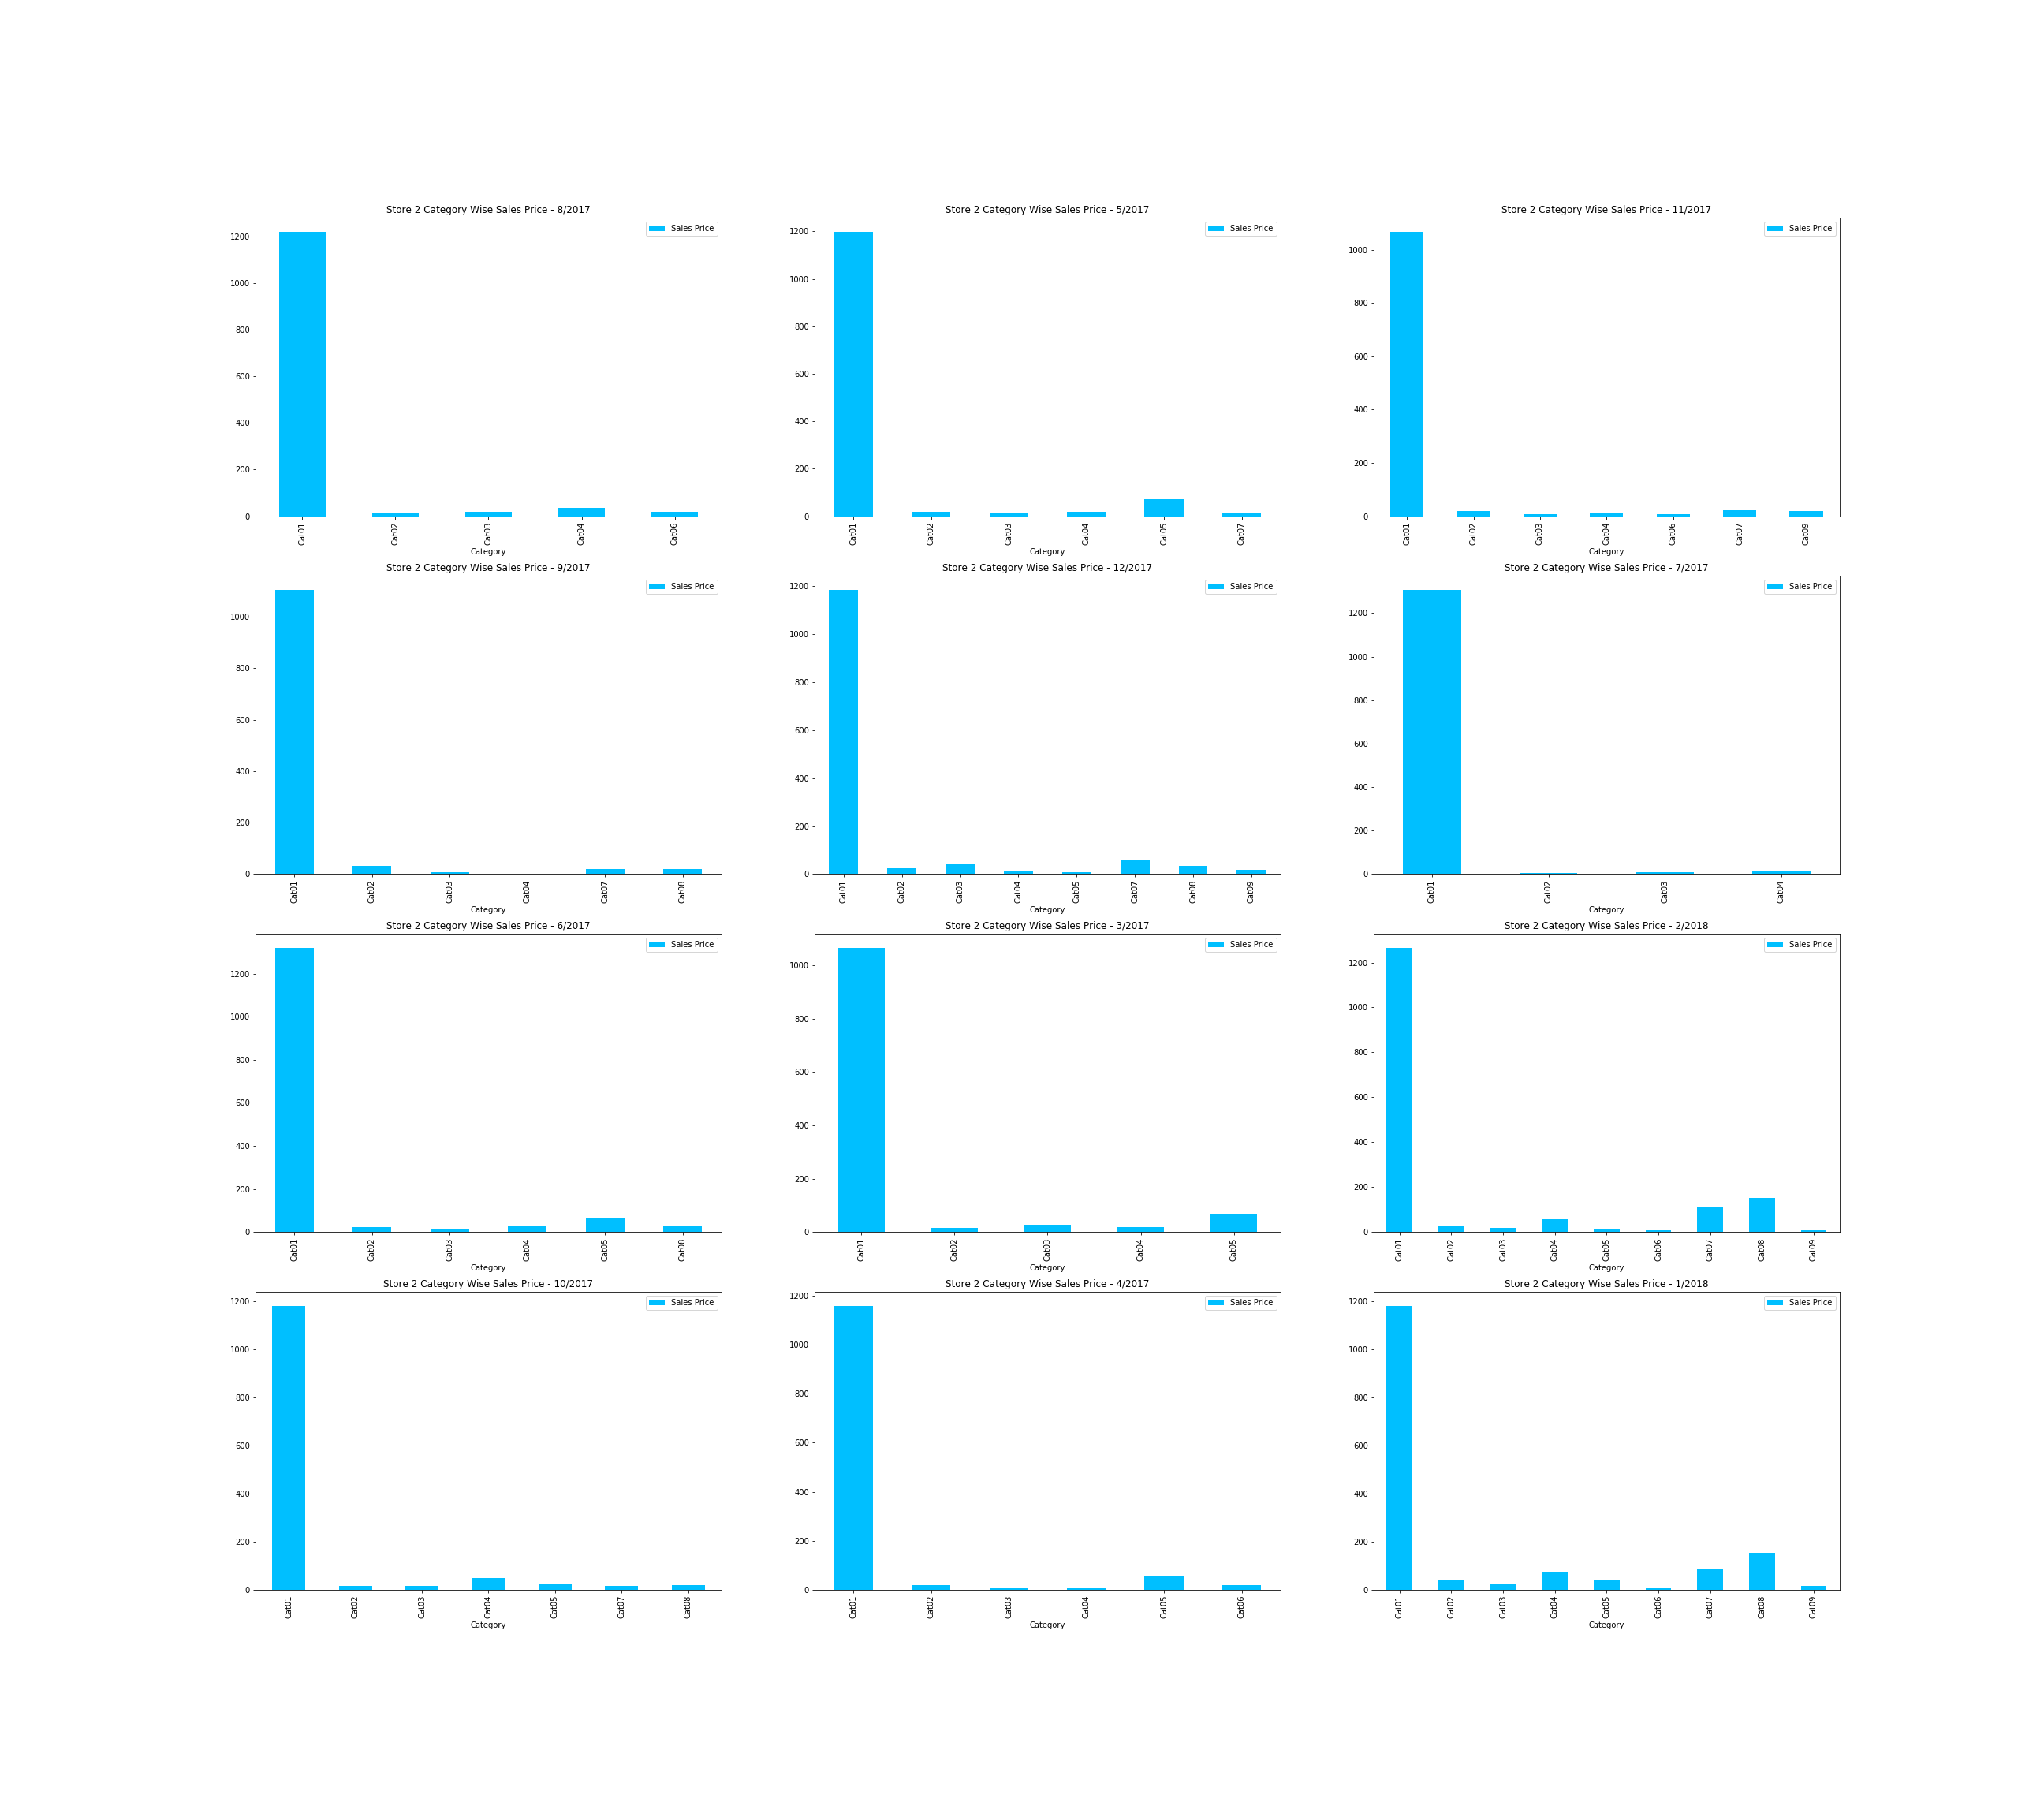 Store 2 Category Wise Sales Price - 8/2017
Sales Price
1200
1000
800
600
400
200
0
Cat01
Cat02
Cat03
Cat04
Cat06
Category
Store 2 Category Wise Sales Price - 5/2017
Sales Price
1200
1000
800
600
400
200
0
Cat01
Cat02
Cat03
Cat04
Cat05
Cat07
Category
Store 2 Category Wise Sales Price - 11/2017
Sales Price
1000
800
600
400
200
0
Cat01
Cat02
Cat03
Cat04
Cat06
Cat07
Cat09
Category
Store 2 Category Wise Sales Price - 9/2017
Sales Price
1000
800
600
400
200
0
Cat01
Cat02
Cat03
Cat04
Cat07
Cat08
Category
Store 2 Category Wise Sales Price - 12/2017
Sales Price
1200
1000
800
600
400
200
0
Cat01
Cat02
Cat03
Cat04
Cat05
Cat07
Cat08
Cat09
Category
Store 2 Category Wise Sales Price - 7/2017
Sales Price
1200
1000
800
600
400
200
0
Cat01
Cat02
Cat03
Cat04
Category
Store 2 Category Wise Sales Price - 6/2017
Sales Price
1200
1000
800
600
400
200
0
Cat01
Cat02
Cat03
Cat04
Cat05
Cat08
Category
Store 2 Category Wise Sales Price - 3/2017
Sales Price
1000
800
600
400
200
0
Cat01
Cat02
Cat03
Cat04
Cat05
Category
Store 2 Category Wise Sales Price - 2/2018
Sales Price
1200
1000
800
600
400
200
0
Cat01
Cat02
Cat03
Cat04
Cat05
Cat06
Cat07
Cat08
Cat09
Category
Store 2 Category Wise Sales Price - 10/2017
Sales Price
1200
1000
800
600
400
200
0
Cat01
Cat02
Cat03
Cat04
Cat05
Cat07
Cat08
Category
Store 2 Category Wise Sales Price - 4/2017
Sales Price
1200
1000
800
600
400
200
0
Cat01
Cat02
Cat03
Cat04
Cat05
Cat06
Category
Store 2 Category Wise Sales Price - 1/2018
Sales Price
1200
1000
800
600
400
200
0
Cat01
Cat02
Cat03
Cat04
Cat05
Cat06
Cat07
Cat08
Cat09
Category